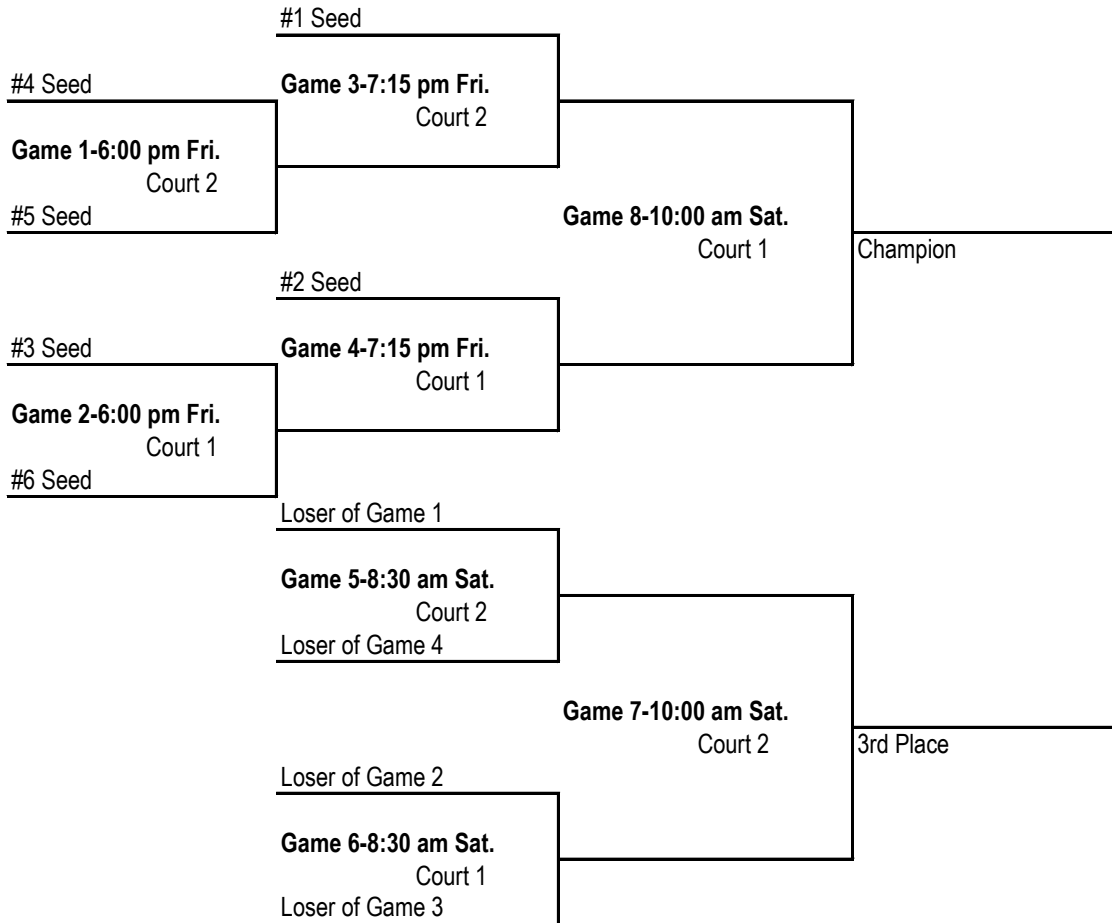 #1 Seed
#4 Seed
Game 3-7:15 pm Fri.
Court 2
Game 1-6:00 pm Fri.
Court 2
#5 Seed
Game 8-10:00 am Sat.
Court 1
Champion
#2 Seed
#3 Seed
Game 4-7:15 pm Fri.
Court 1
Game 2-6:00 pm Fri.
Court 1
#6 Seed
Loser of Game 1
Game 5-8:30 am Sat.
Court 2
Loser of Game 4
Game 7-10:00 am Sat.
Court 2
3rd Place
Loser of Game 2
Game 6-8:30 am Sat.
Court 1
Loser of Game 3